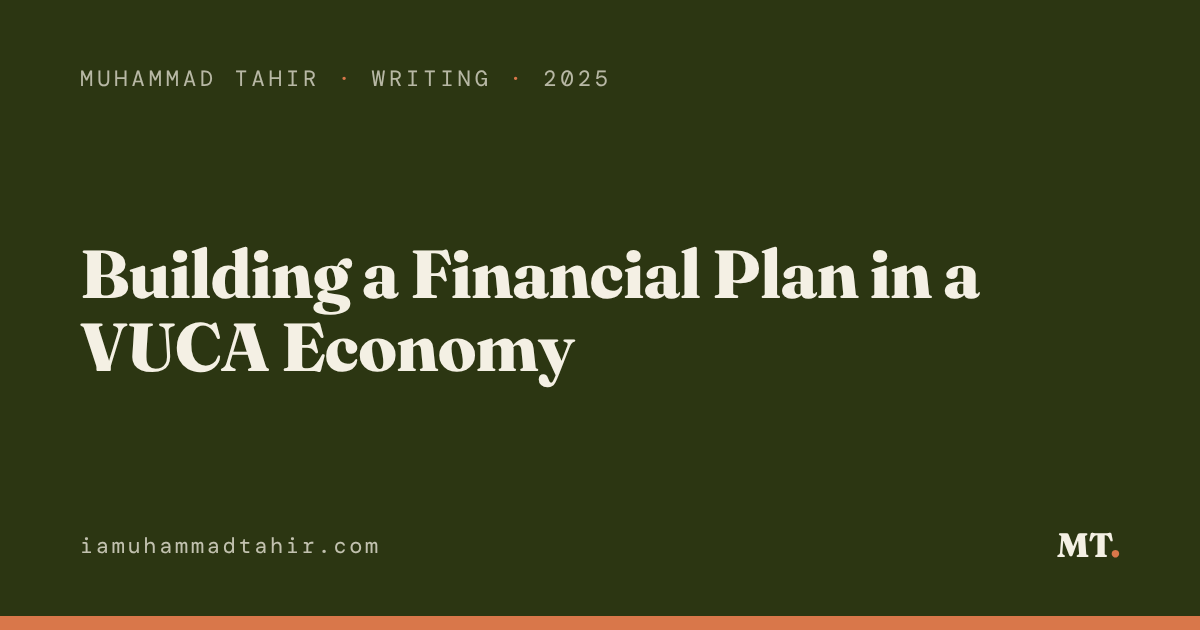 MUHAMMAD TAHIR · WRITING · 2025
Building a Financial Plan in a
VUCA Economy
iamuhammadtahir.com
MT.